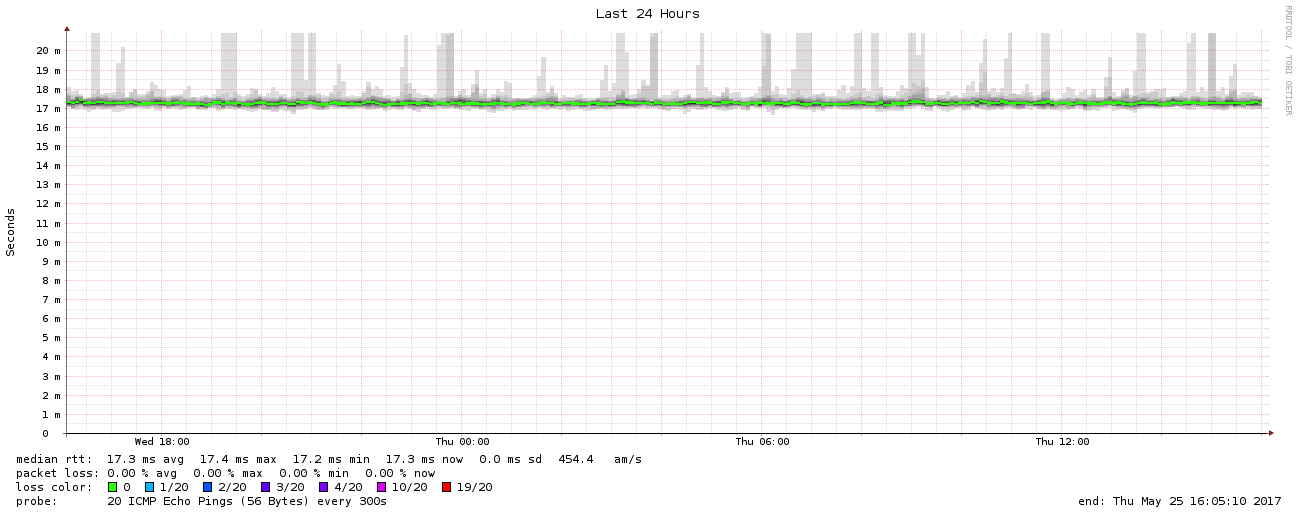 Last 24 Hours
RRDTOOL / TOBI OETIKER
Seconds
20 m
19 m
18 m
17 m
16 m
15 m
14 m
13 m
12 m
11 m
10 m
9 m
8 m
7 m
6 m
5 m
4 m
3 m
2 m
1 m
0
Wed 18:00 Thu 00:00 Thu 06:00 Thu 12:00
median rtt: 17.3 ms avg 17.4 ms max 17.2 ms min 17.3 ms now 0.0 ms sd 454.4 am/s
packet loss: 0.00 % avg 0.00 % max 0.00 % min 0.00 % now
loss color: 0 1/20 2/20 3/20 4/20 10/20 19/20
probe: 20 ICMP Echo Pings (56 Bytes) every 300s end: Thu May 25 16:05:10 2017